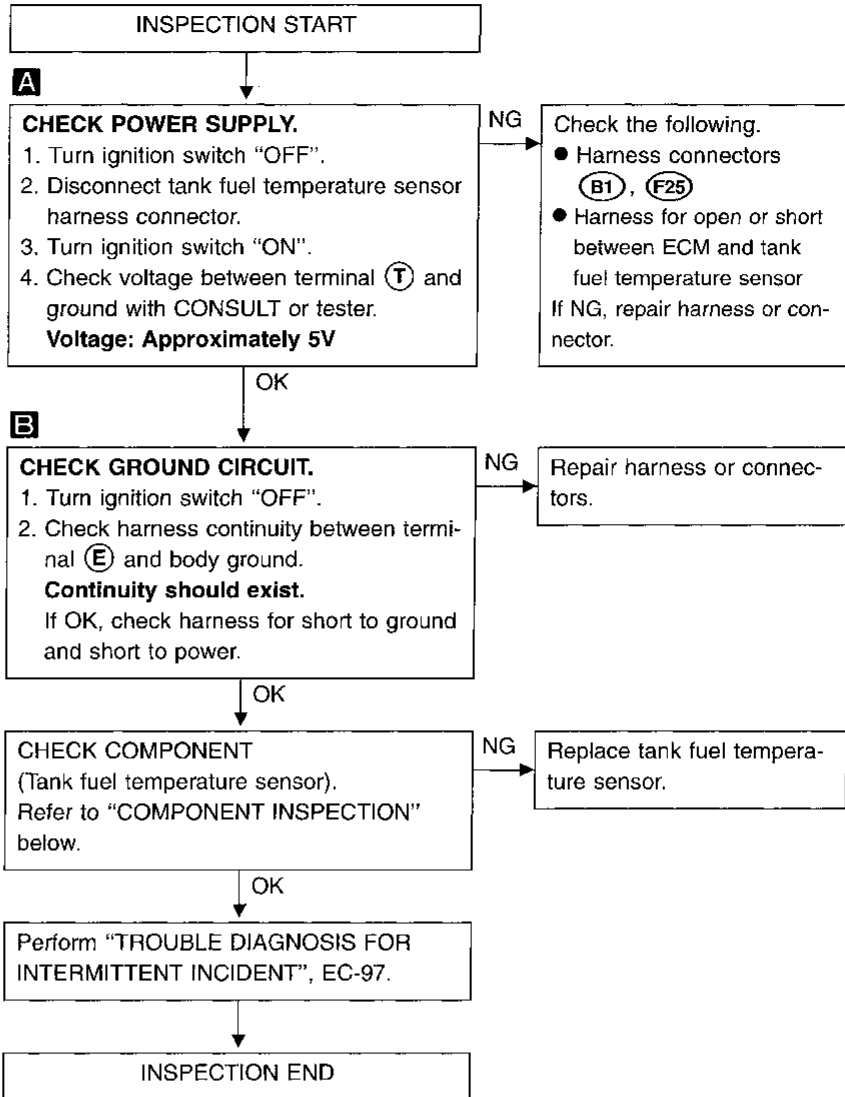 INSPECTION START
A
CHECK POWER SUPPLY.
1. Turn ignition switch “OFF”.
2. Disconnect tank fuel temperature sensor
harness connector.
3. Turn ignition switch “ON”.
4. Check voltage between terminal T and
ground with CONSULT or tester.
Voltage: Approximately 5V
NG
Check the following.
● Harness connectors
B1, F25
● Harness for open or short
between ECM and tank
fuel temperature sensor
If NG, repair harness or con-
nector.
OK
B
CHECK GROUND CIRCUIT.
1. Turn ignition switch “OFF”.
2. Check harness continuity between termi-
nal E and body ground.
Continuity should exist.
If OK, check harness for short to ground
and short to power.
NG
Repair harness or connec-
tors.
OK
CHECK COMPONENT
(Tank fuel temperature sensor).
Refer to “COMPONENT INSPECTION”
below.
NG
Replace tank fuel tempera-
ture sensor.
OK
Perform “TROUBLE DIAGNOSIS FOR
INTERMITTENT INCIDENT”, EC-97.
INSPECTION END